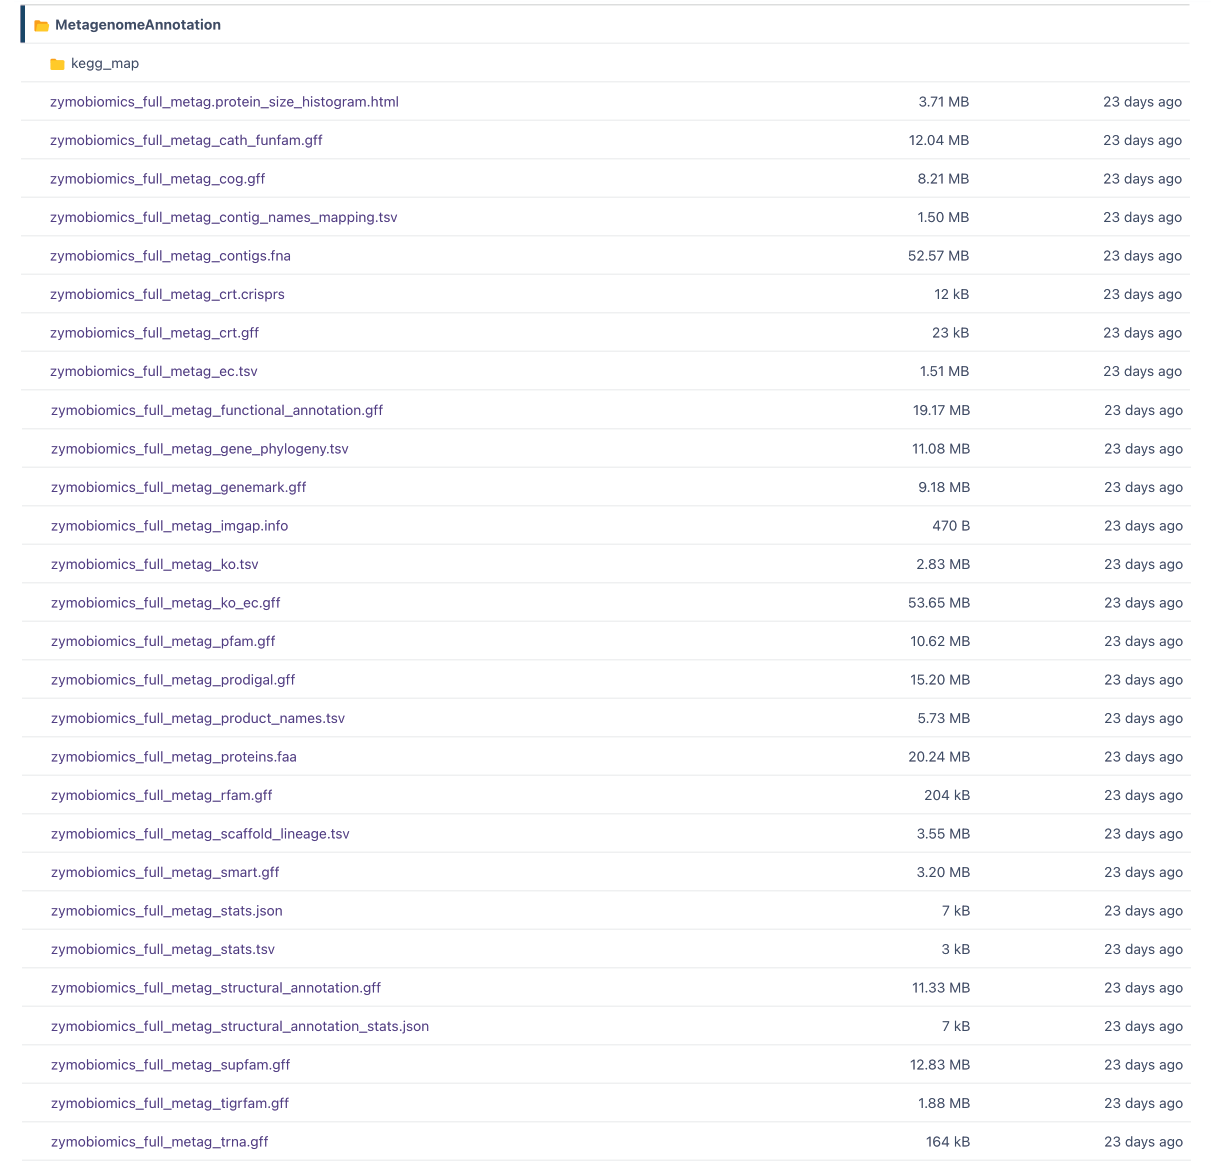 MetagenomeAnnotation
kegg_map
zymobiomics_full_metag.protein_size_histogram.html 3.71 MB 23 days ago
zymobiomics_full_metag_cath_funfam.gff 12.04 MB 23 days ago
zymobiomics_full_metag_cog.gff 8.21 MB 23 days ago
zymobiomics_full_metag_contig_names_mapping.tsv 1.50 MB 23 days ago
zymobiomics_full_metag_contigs.fna 52.57 MB 23 days ago
zymobiomics_full_metag_crt.crisprs 12 kB 23 days ago
zymobiomics_full_metag_crt.gff 23 kB 23 days ago
zymobiomics_full_metag_ec.tsv 1.51 MB 23 days ago
zymobiomics_full_metag_functional_annotation.gff 19.17 MB 23 days ago
zymobiomics_full_metag_gene_phylogeny.tsv 11.08 MB 23 days ago
zymobiomics_full_metag_genemark.gff 9.18 MB 23 days ago
zymobiomics_full_metag_imgap.info 470 B 23 days ago
zymobiomics_full_metag_ko.tsv 2.83 MB 23 days ago
zymobiomics_full_metag_ko_ec.gff 53.65 MB 23 days ago
zymobiomics_full_metag_pfam.gff 10.62 MB 23 days ago
zymobiomics_full_metag_prodigal.gff 15.20 MB 23 days ago
zymobiomics_full_metag_product_names.tsv 5.73 MB 23 days ago
zymobiomics_full_metag_proteins.faa 20.24 MB 23 days ago
zymobiomics_full_metag_rfam.gff 204 kB 23 days ago
zymobiomics_full_metag_scaffold_lineage.tsv 3.55 MB 23 days ago
zymobiomics_full_metag_smart.gff 3.20 MB 23 days ago
zymobiomics_full_metag_stats.json 7 kB 23 days ago
zymobiomics_full_metag_stats.tsv 3 kB 23 days ago
zymobiomics_full_metag_structural_annotation.gff 11.33 MB 23 days ago
zymobiomics_full_metag_structural_annotation_stats.json 7 kB 23 days ago
zymobiomics_full_metag_supfam.gff 12.83 MB 23 days ago
zymobiomics_full_metag_tigrfam.gff 1.88 MB 23 days ago
zymobiomics_full_metag_trna.gff 164 kB 23 days ago